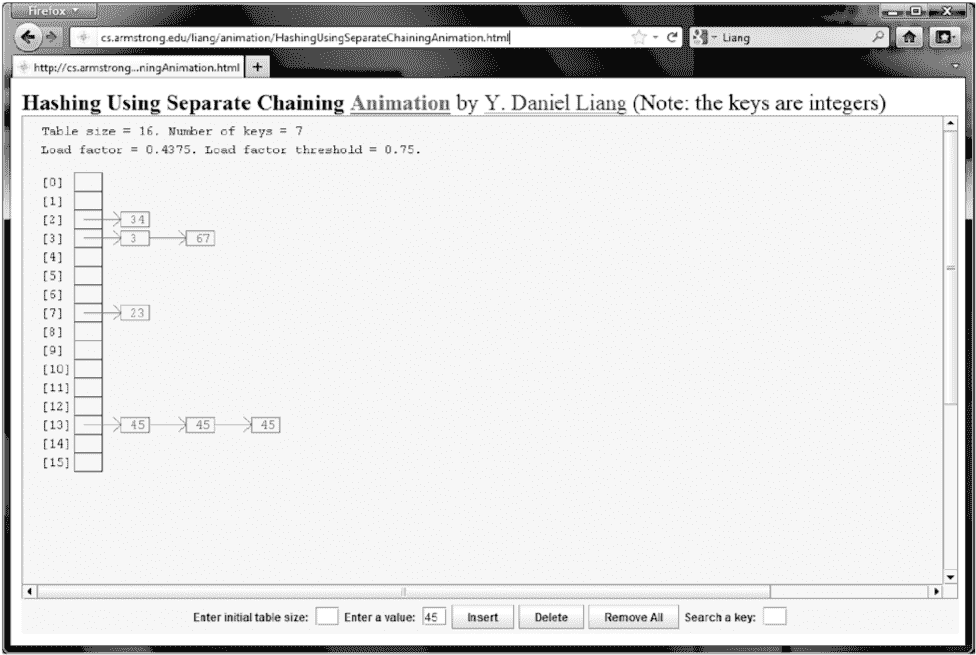 Firefox
cs.armstrong.edu/liang/animation/HashingUsingSeparateChainingAnimation.html
Liang
http://cs.armstrong...ningAnimation.html
Hashing Using Separate Chaining Animation by Y. Daniel Liang (Note: the keys are integers)
Table size = 16. Number of keys = 7
Load factor = 0.4375. Load factor threshold = 0.75.
[0]
[1]
[2] 34
[3] 3 67
[4]
[5]
[6]
[7] 23
[8]
[9]
[10]
[11]
[12]
[13] 45 45 45
[14]
[15]
Enter initial table size: Enter a value: 45 Insert Delete Remove All Search a key: